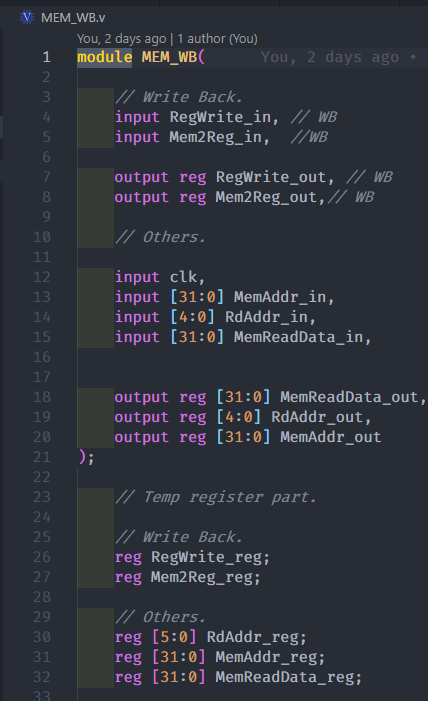 MEM_WB.v
You, 2 days ago | 1 author (You)
1 module MEM_WB( You, 2 days ago •
2
3 // Write Back.
4 input RegWrite_in, // WB
5 input Mem2Reg_in, //WB
6
7 output reg RegWrite_out, // WB
8 output reg Mem2Reg_out,// WB
9
10 // Others.
11
12 input clk,
13 input [31:0] MemAddr_in,
14 input [4:0] RdAddr_in,
15 input [31:0] MemReadData_in,
16
17
18 output reg [31:0] MemReadData_out,
19 output reg [4:0] RdAddr_out,
20 output reg [31:0] MemAddr_out
21 );
22
23 // Temp register part.
24
25 // Write Back.
26 reg RegWrite_reg;
27 reg Mem2Reg_reg;
28
29 // Others.
30 reg [5:0] RdAddr_reg;
31 reg [31:0] MemAddr_reg;
32 reg [31:0] MemReadData_reg;
33